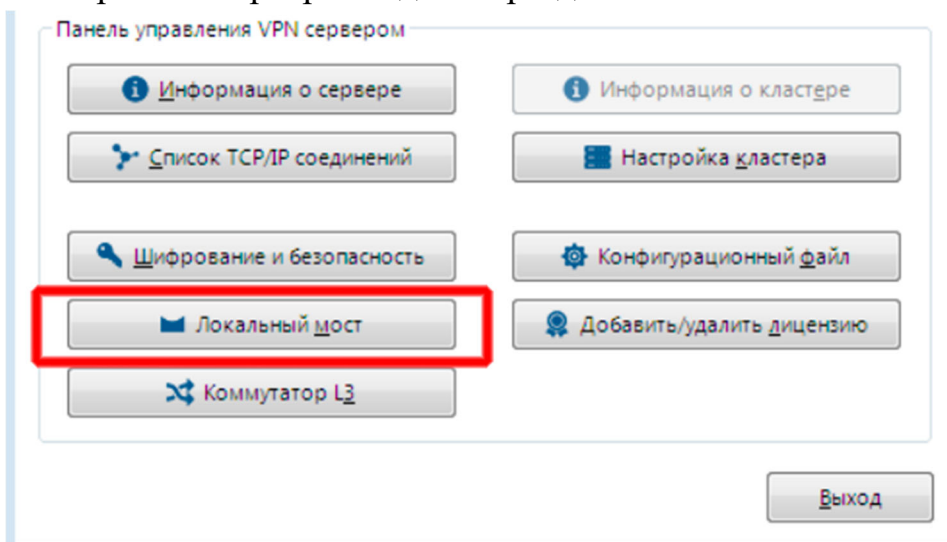 Панель управления VPN сервером
Информация о сервере
Информация о кластере
Список TCP/IP соединений
Настройка кластера
Шифрование и безопасность
Конфигурационный файл
Локальный мост
Добавить/удалить лицензию
Коммутатор L3
Выход